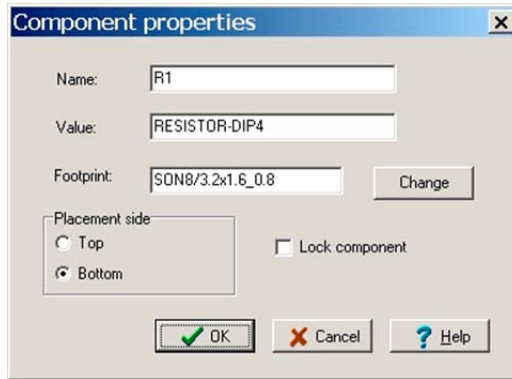 Component properties
Name: R1
Value: RESISTOR-DIP4
Footprint: SON8/3.2x1.6_0.8 Change
Placement side
Top
Lock component
Bottom
OK Cancel Help